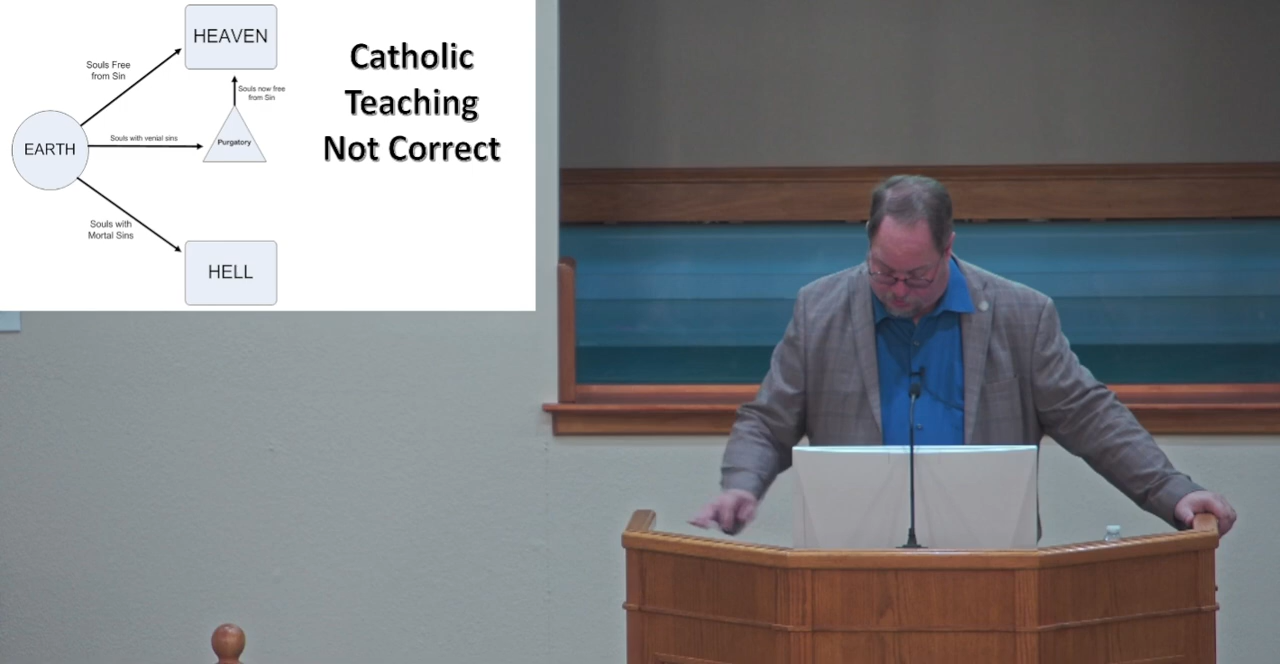 HEAVEN
Souls Free
from Sin
Souls now free
from Sin
EARTH
Souls with venial sins
Purgatory
Souls with
Mortal Sins
HELL
Catholic
Teaching
Not Correct